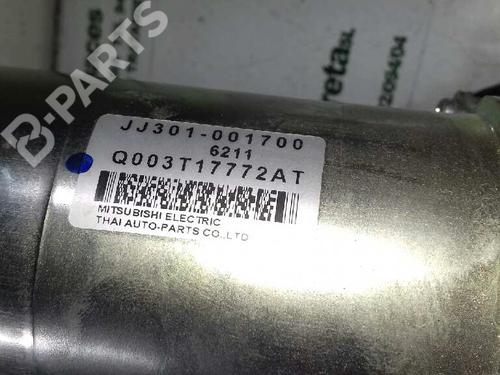 B-PARTS
JJ301-001700
6211
Q003T17772AT
MITSUBISHI ELECTRIC
THAI AUTO-PARTS CO.,LTD